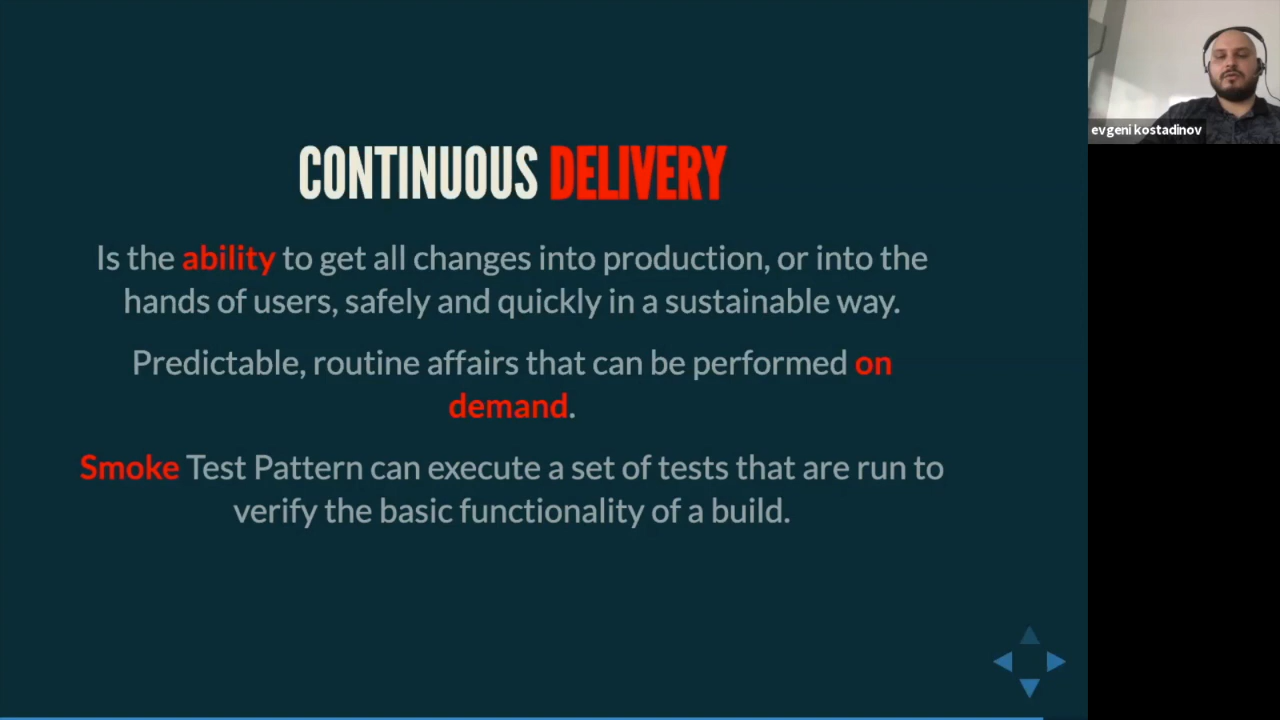 CONTINUOUS DELIVERY
Is the ability to get all changes into production, or into the
hands of users, safely and quickly in a sustainable way.
Predictable, routine affairs that can be performed on
demand.
Smoke Test Pattern can execute a set of tests that are run to
verify the basic functionality of a build.
evgeni kostadinov